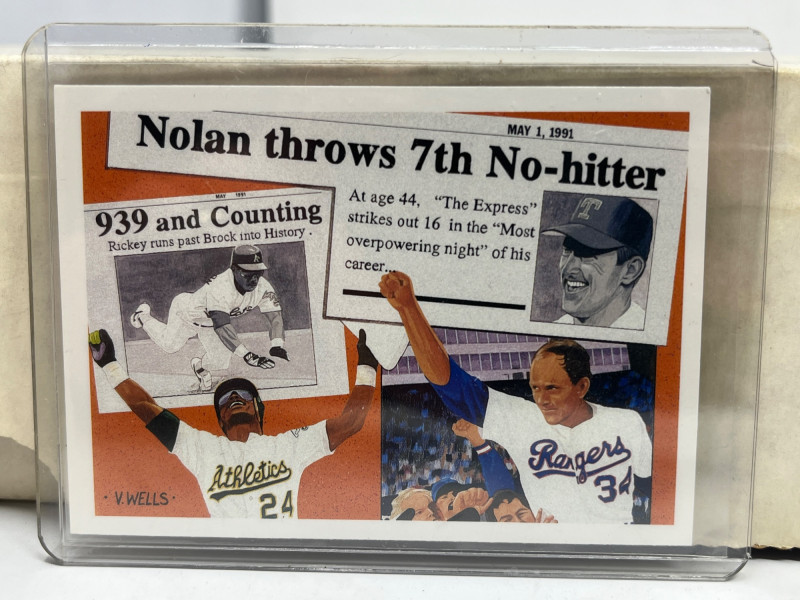 MAY 1, 1991
Nolan throws 7th No-hitter
At age 44, "The Express"
strikes out 16 in the "Most
overpowering night" of his
career...
T
MAY 1991
939 and Counting
Rickey runs past Brock into History.
Athletics
24
Rangers
34
· V. WELLS ·